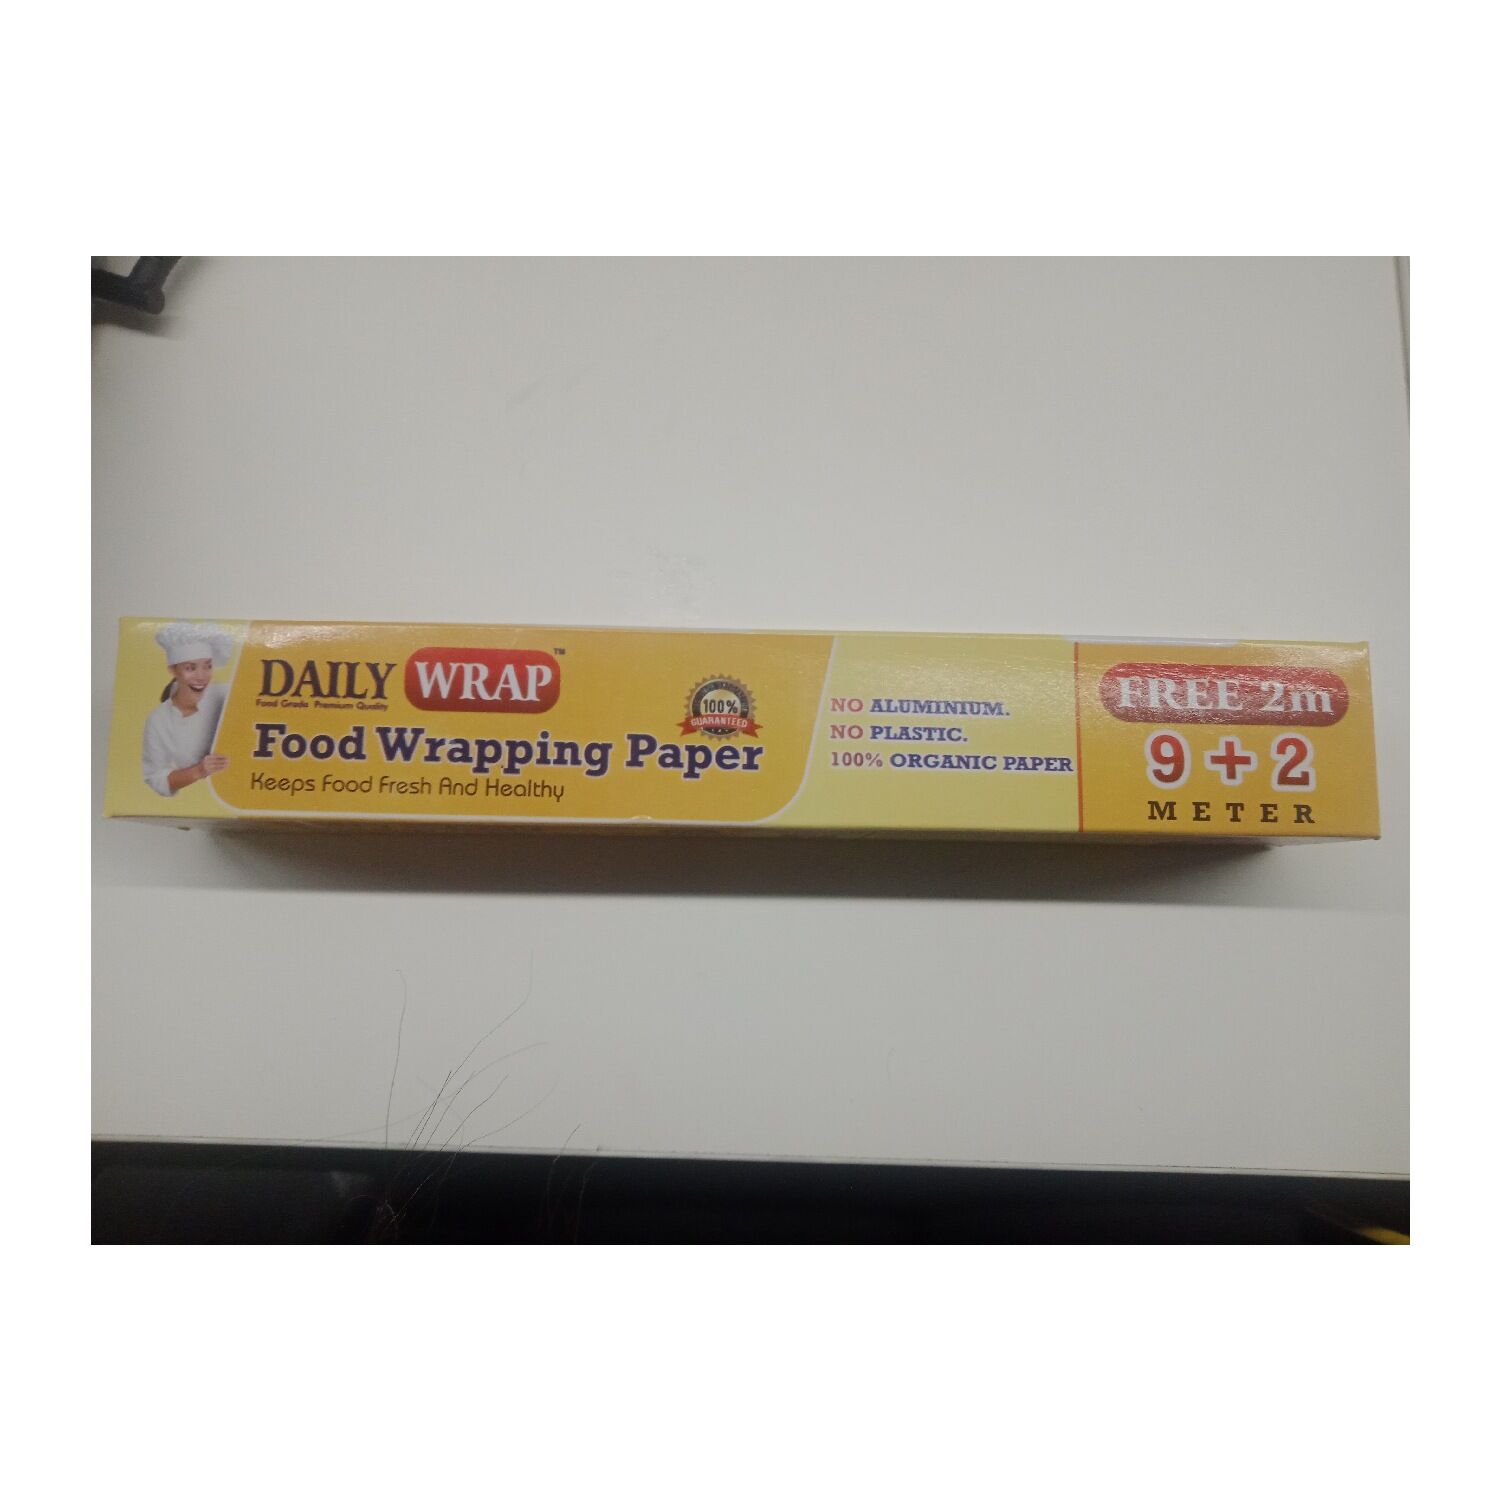 DAILY WRAP™
Food Grade Premium Quality
Food Wrapping Paper
Keeps Food Fresh And Healthy
100%
GUARANTEED
NO ALUMINIUM.
NO PLASTIC.
100% ORGANIC PAPER
FREE 2m
9 + 2
METER